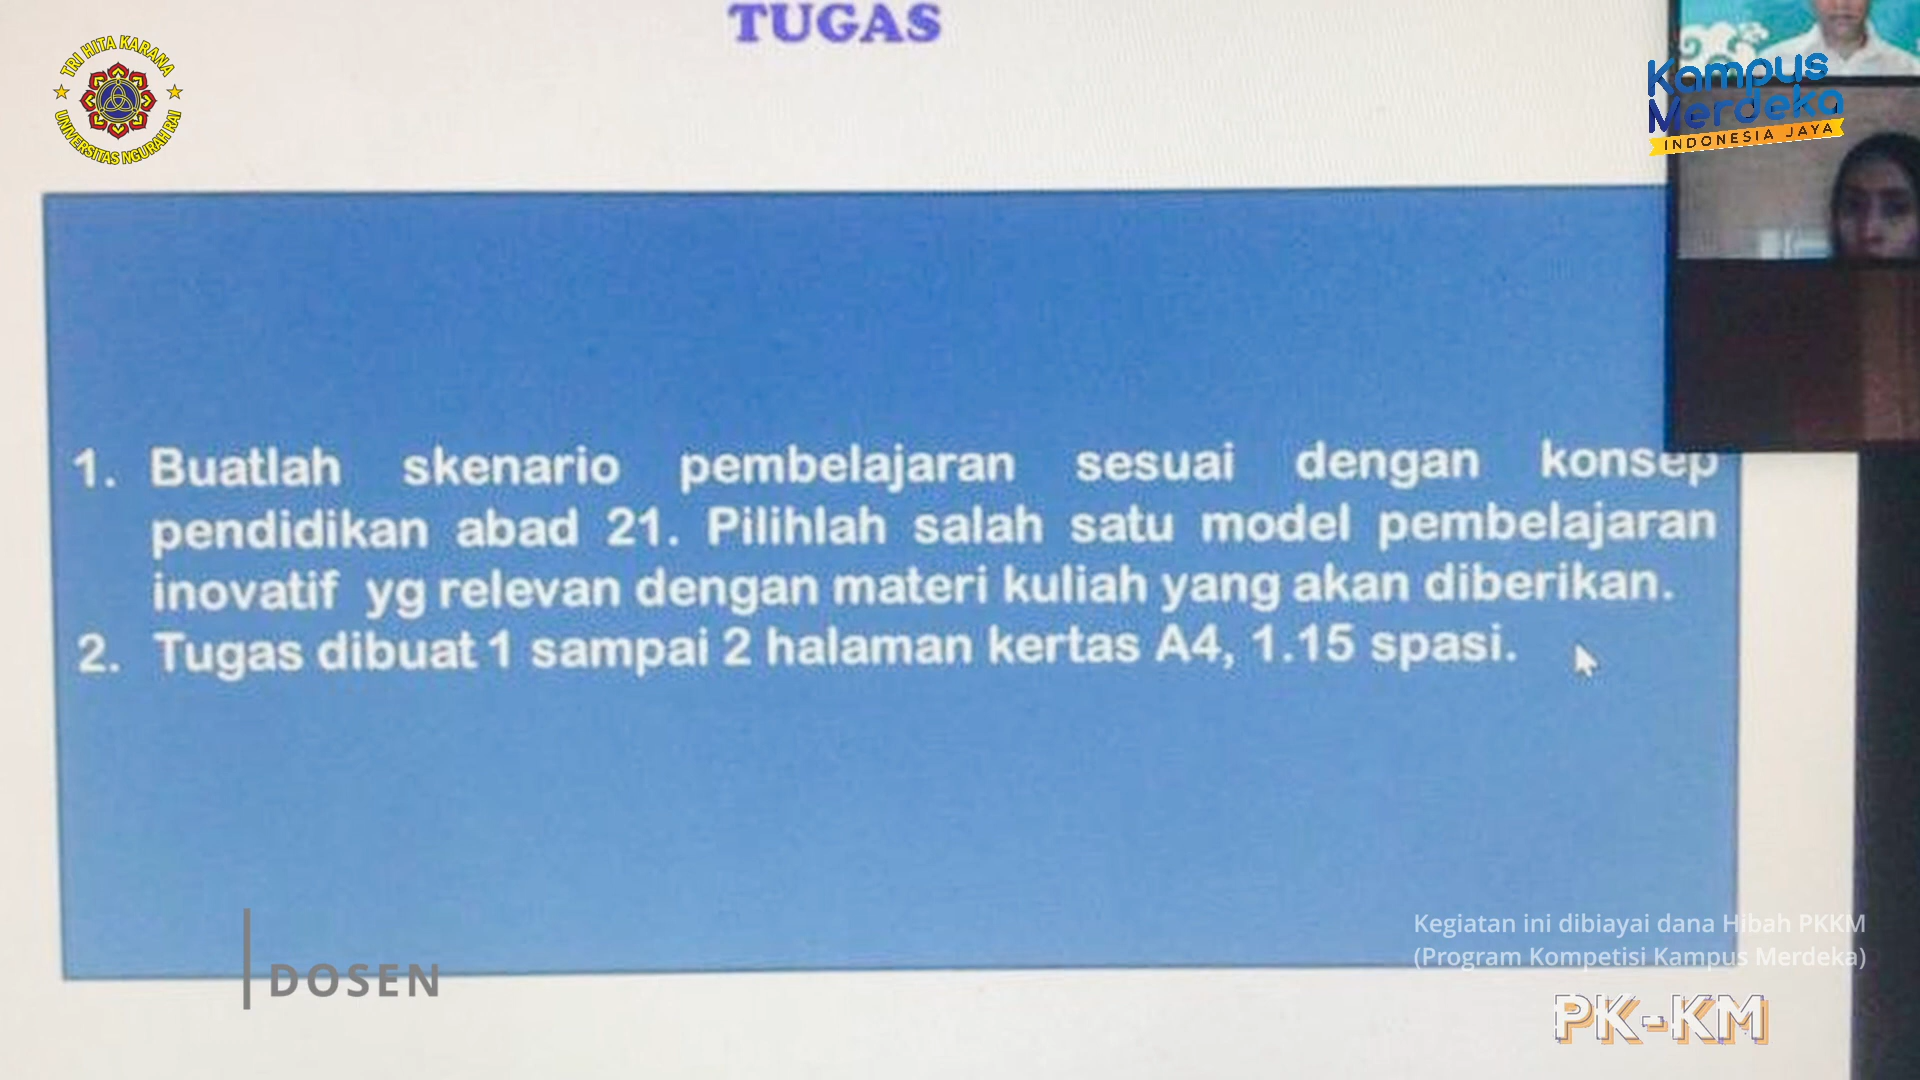 TUGAS
TRI HITA KARANA
UNIVERSITAS NGURAH RAI
Kampus
Merdeka
INDONESIA JAYA
1. Buatlah skenario pembelajaran sesuai dengan konsep
pendidikan abad 21. Pilihlah salah satu model pembelajaran
inovatif yg relevan dengan materi kuliah yang akan diberikan.
2. Tugas dibuat 1 sampai 2 halaman kertas A4, 1.15 spasi.
Kegiatan ini dibiayai dana Hibah PKKM
(Program Kompetisi Kampus Merdeka)
DOSEN
PK-KM